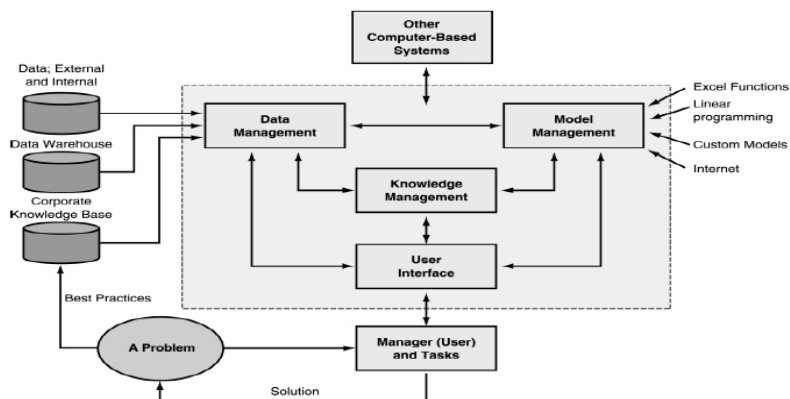 Other
Computer-Based
Systems
Data; External
and Internal
Data
Management
Model
Management
Excel Functions
Linear
programming
Custom Models
Internet
Data Warehouse
Knowledge
Management
Corporate
Knowledge Base
User
Interface
Best Practices
A Problem
Manager (User)
and Tasks
Solution